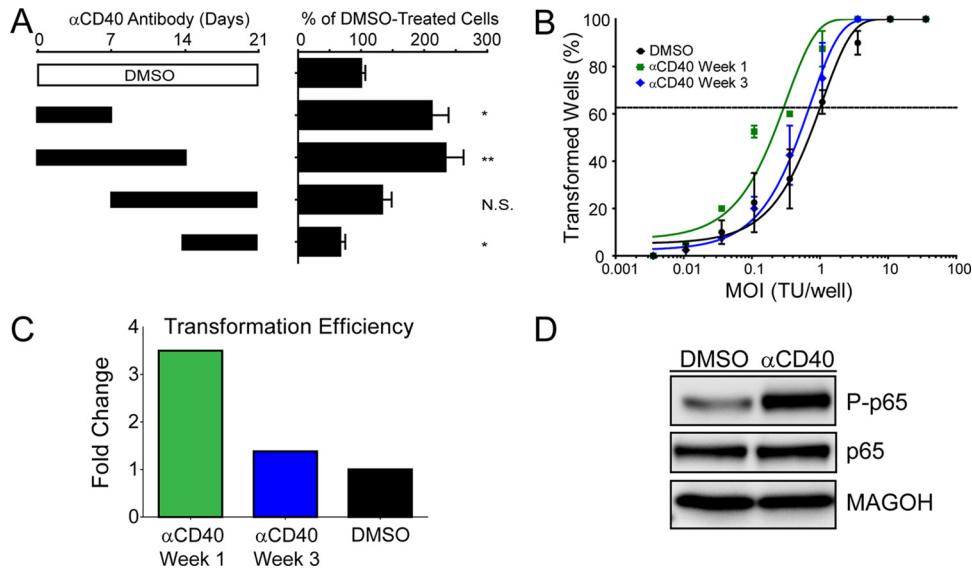 A
αCD40 Antibody (Days)
0 7 14 21
DMSO
% of DMSO-Treated Cells
0 100 200 300
*
**
N.S.
*
B
Transformed Wells (%)
100
80
60
40
20
0
DMSO
αCD40 Week 1
αCD40 Week 3
0.001 0.01 0.1 1 10 100
MOI (TU/well)
C
Transformation Efficiency
Fold Change
4
3
2
1
0
αCD40 Week 1
αCD40 Week 3
DMSO
D
DMSO αCD40
P-p65
p65
MAGOH